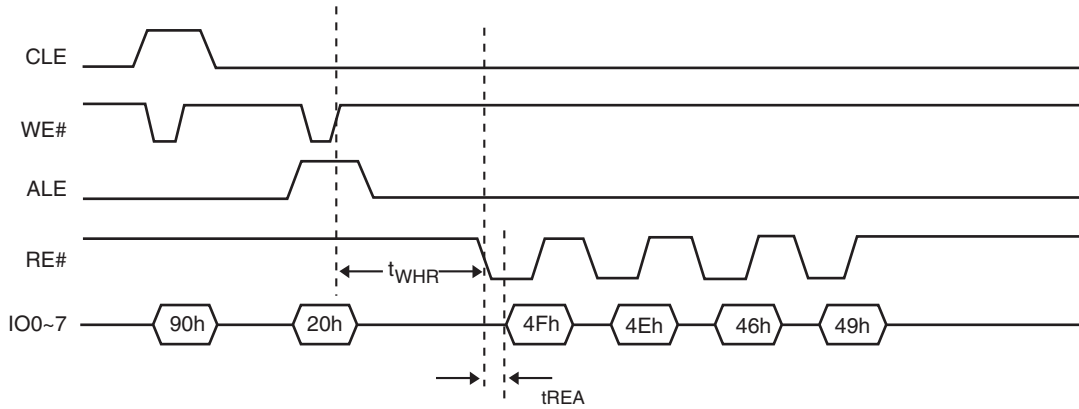 CLE
WE#
ALE
RE#
tWHR
IO0~7
90h
20h
4Fh
4Eh
46h
49h
tREA